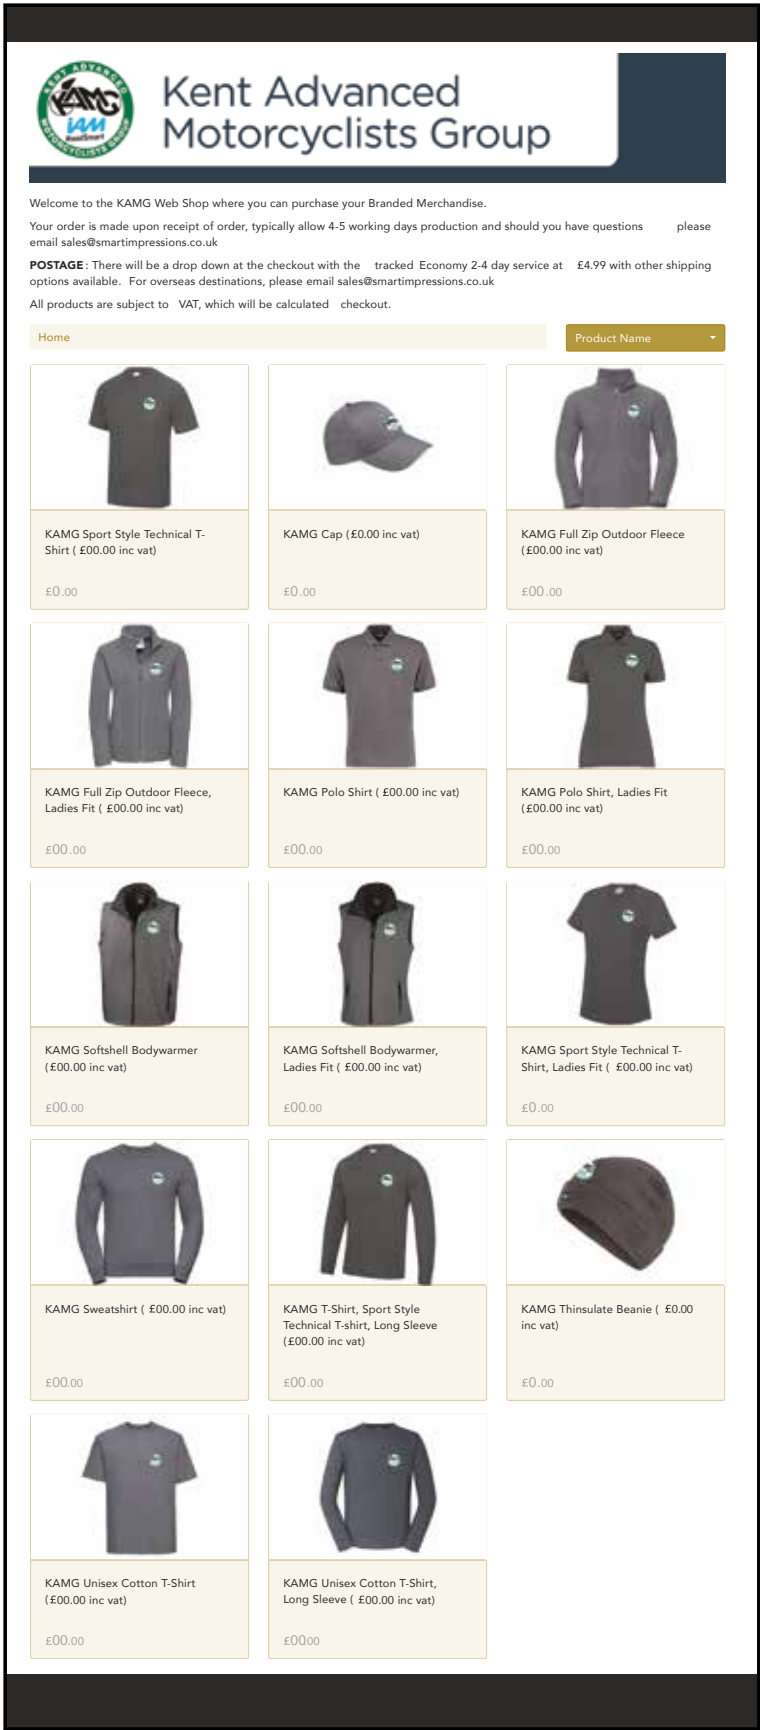 KENT ADVANCED
KAMG
iAM
RoadSmart
MOTORCYCLISTS GROUP
Kent Advanced
Motorcyclists Group
Welcome to the KAMG Web Shop where you can purchase your Branded Merchandise.
Your order is made upon receipt of order, typically allow 4-5 working days production and should you have questions please
email sales@smartimpressions.co.uk
POSTAGE: There will be a drop down at the checkout with the tracked Economy 2-4 day service at £4.99 with other shipping
options available. For overseas destinations, please email sales@smartimpressions.co.uk
All products are subject to VAT, which will be calculated checkout.
Home
Product Name
KAMG Sport Style Technical T-
Shirt ( £00.00 inc vat)
£0.00
KAMG Cap (£0.00 inc vat)
£0.00
KAMG Full Zip Outdoor Fleece
(£00.00 inc vat)
£00.00
KAMG Full Zip Outdoor Fleece,
Ladies Fit ( £00.00 inc vat)
£00.00
KAMG Polo Shirt ( £00.00 inc vat)
£00.00
KAMG Polo Shirt, Ladies Fit
(£00.00 inc vat)
£00.00
KAMG Softshell Bodywarmer
(£00.00 inc vat)
£00.00
KAMG Softshell Bodywarmer,
Ladies Fit ( £00.00 inc vat)
£00.00
KAMG Sport Style Technical T-
Shirt, Ladies Fit ( £00.00 inc vat)
£0.00
KAMG Sweatshirt ( £00.00 inc vat)
£00.00
KAMG T-Shirt, Sport Style
Technical T-shirt, Long Sleeve
(£00.00 inc vat)
£00.00
KAMG Thinsulate Beanie ( £0.00
inc vat)
£0.00
KAMG Unisex Cotton T-Shirt
(£00.00 inc vat)
£00.00
KAMG Unisex Cotton T-Shirt,
Long Sleeve ( £00.00 inc vat)
£00.00